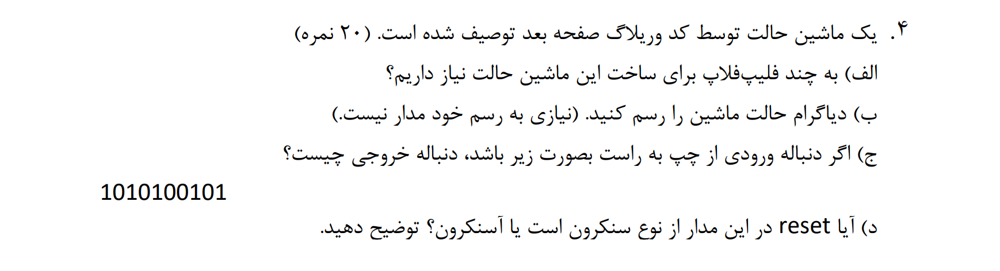 ۴. یک ماشین حالت توسط کد وریلاگ صفحه بعد توصیف شده است. (۲۰ نمره)
الف) به چند فلیپ‌فلاپ برای ساخت این ماشین حالت نیاز داریم؟
ب) دیاگرام حالت ماشین را رسم کنید. (نیازی به رسم خود مدار نیست.)
ج) اگر دنباله ورودی از چپ به راست بصورت زیر باشد، دنباله خروجی چیست؟
1010100101
د) آیا reset در این مدار از نوع سنکرون است یا آسنکرون؟ توضیح دهید.